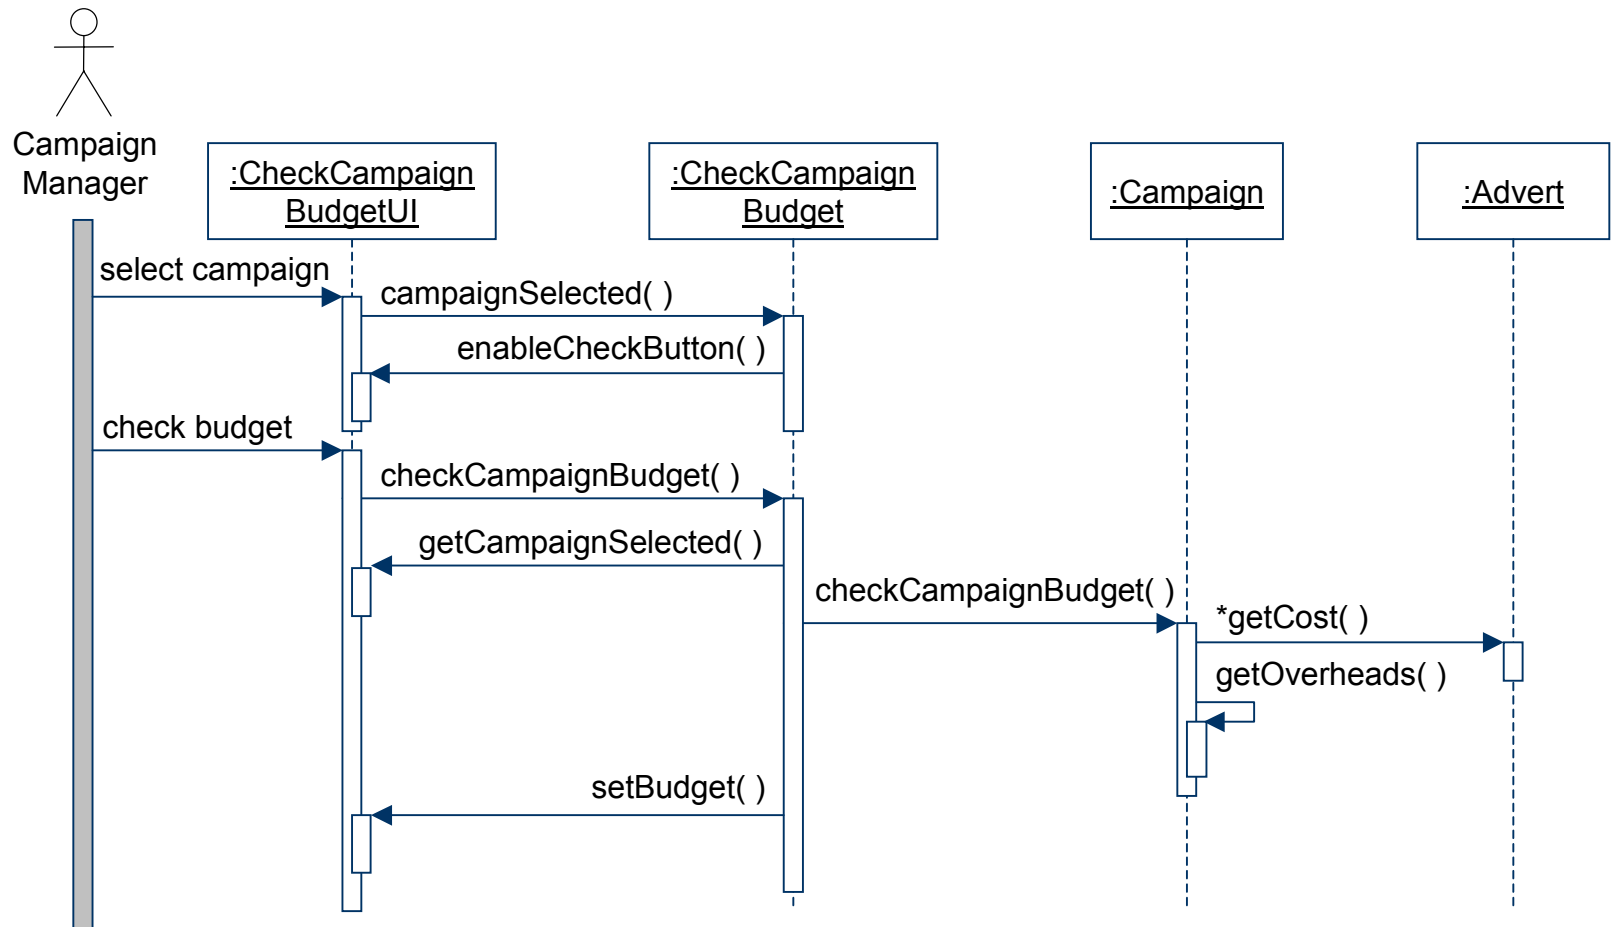 Campaign
Manager
:CheckCampaign
BudgetUI
:CheckCampaign
Budget
:Campaign
:Advert
select campaign
campaignSelected( )
enableCheckButton( )
check budget
checkCampaignBudget( )
getCampaignSelected( )
checkCampaignBudget( )
*getCost( )
getOverheads( )
setBudget( )